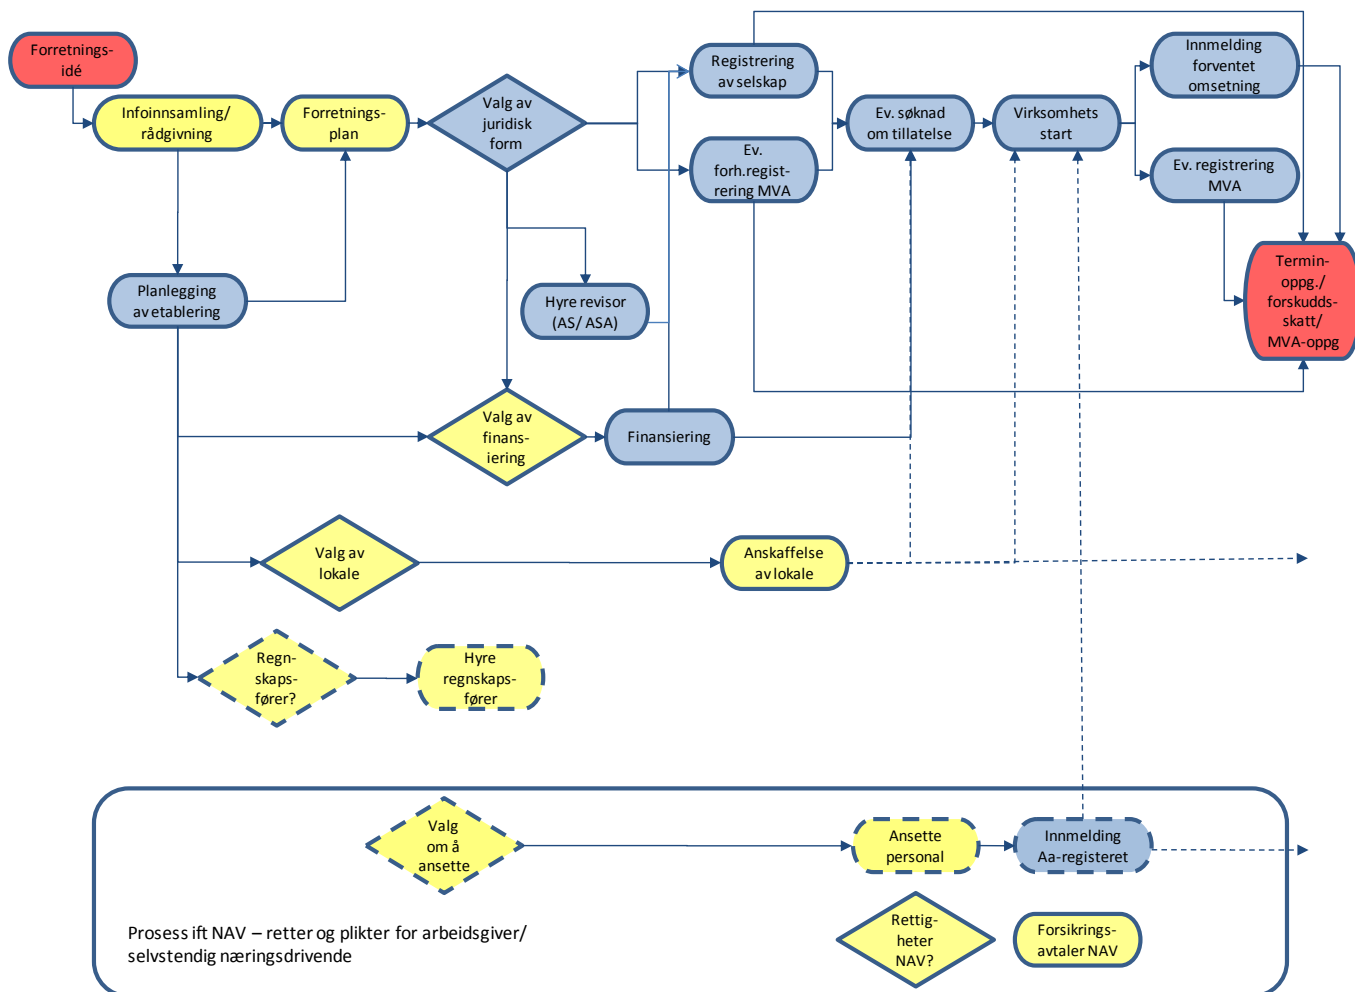 Forretnings-
idé
Infoinnsamling/
rådgivning
Forretnings-
plan
Valg av
juridisk
form
Registrering
av selskap
Ev.
forh.regist-
rering MVA
Ev. søknad
om tillatelse
Virksomhets
start
Innmelding
forventet
omsetning
Ev. registrering
MVA
Termin-
oppg./
forskudds-
skatt/
MVA-oppg
Planlegging
av etablering
Hyre revisor
(AS/ ASA)
Valg av
finans-
iering
Finansiering
Valg av
lokale
Anskaffelse
av lokale
Regn-
skaps-
fører?
Hyre
regnskaps-
fører
Valg
om å
ansette
Ansette
personal
Innmelding
Aa-registeret
Prosess ift NAV – retter og plikter for arbeidsgiver/
selvstendig næringsdrivende
Rettig-
heter
NAV?
Forsikrings-
avtaler NAV